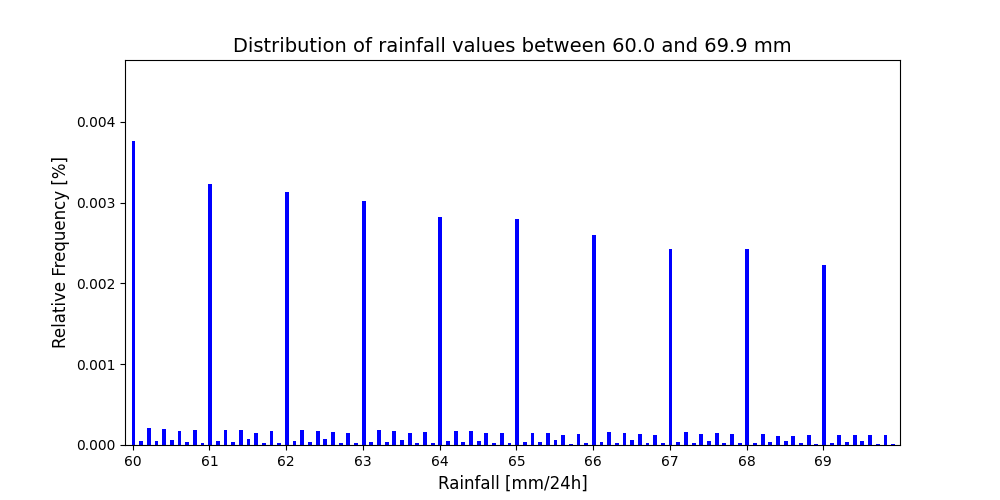 Distribution of rainfall values between 60.0 and 69.9 mm
Relative Frequency [%]
0.004
0.003
0.002
0.001
0.000
60 61 62 63 64 65 66 67 68 69
Rainfall [mm/24h]